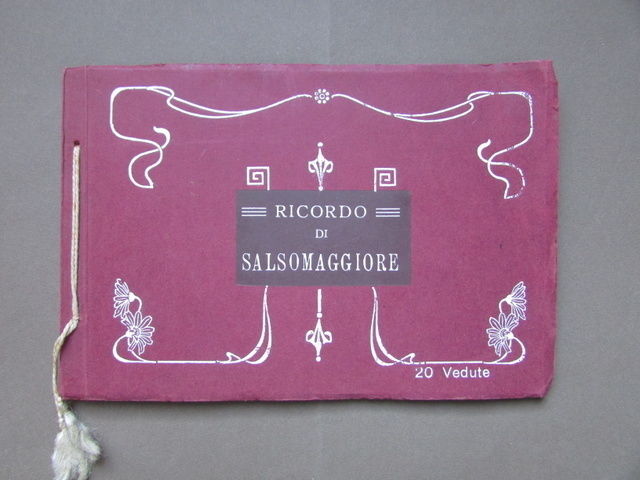 RICORDO
DI
SALSOMAGGIORE
20 Vedute